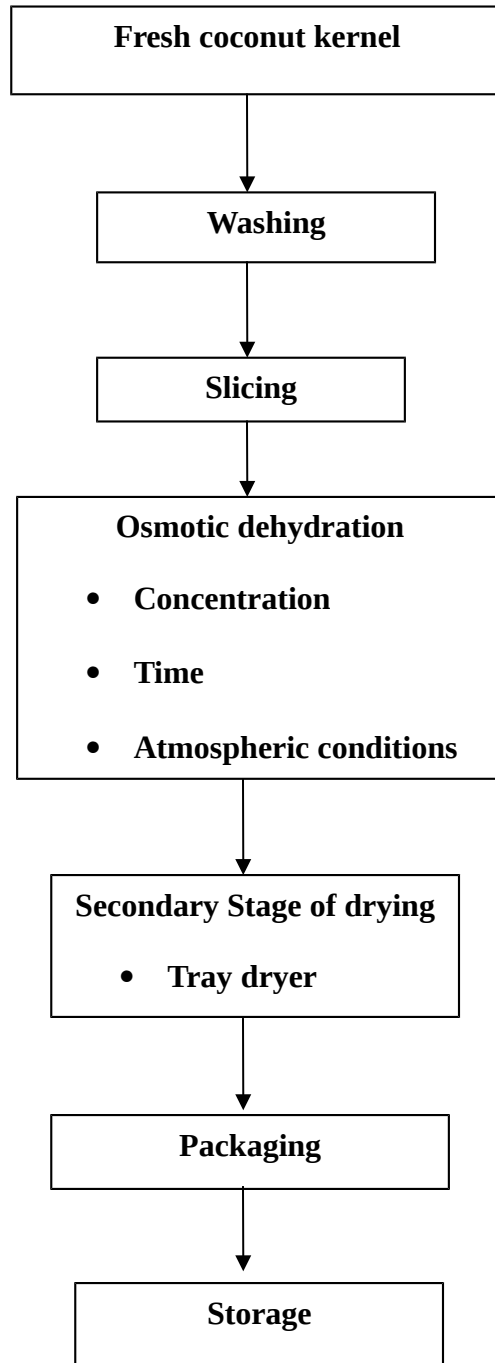 Fresh coconut kernel
Washing
Slicing
Osmotic dehydration
• Concentration
• Time
• Atmospheric conditions
Secondary Stage of drying
• Tray dryer
Packaging
Storage